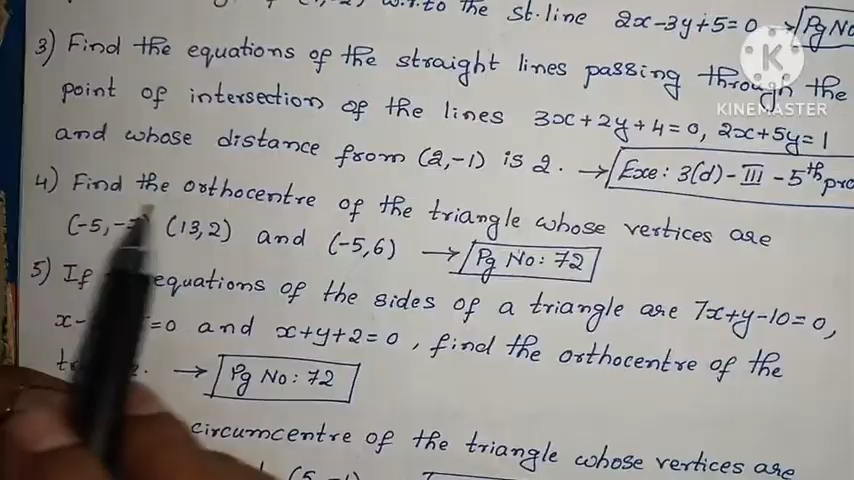 w.r.to the st.line 2x-3y+5=0 → Pg No
3) Find the equations of the straight lines passing through the
point of intersection of the lines 3x+2y+4=0, 2x+5y=1
and whose distance from (2,-1) is 2. → Exe: 3(d)-III-5th pro
4) Find the orthocentre of the triangle whose vertices are
(-5,- (13,2) and (-5,6) → Pg No: 72
5) If equations of the sides of a triangle are 7x+y-10=0,
x- =0 and x+y+2=0, find the orthocentre of the
→ Pg No: 72
circumcentre of the triangle whose vertices are
(5,-1)
K
KINEMASTER